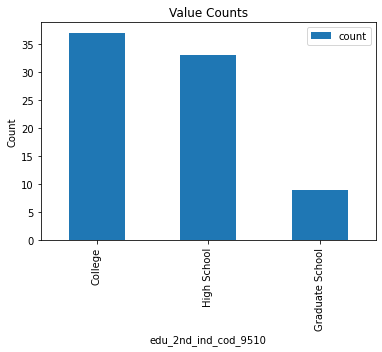 Value Counts
count
Count
35
30
25
20
15
10
5
0
College
High School
Graduate School
edu_2nd_ind_cod_9510